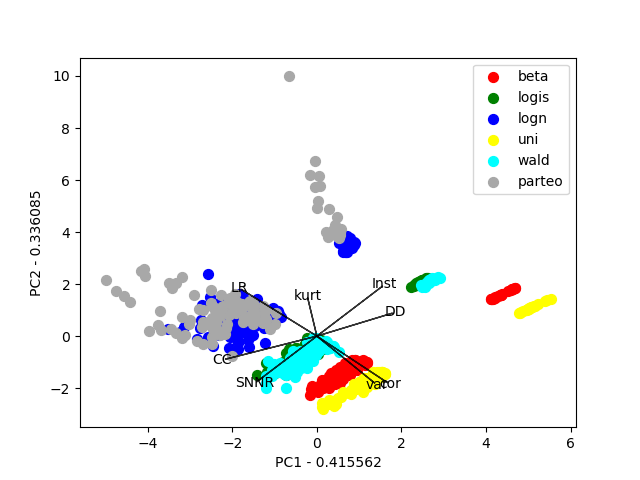 10
8
6
4
2
0
−2
PC2 - 0.336085
−4
−2
0
2
4
6
PC1 - 0.415562
beta
logis
logn
uni
wald
parteo
LR
kurt
Inst
DD
CC
SNNR
var